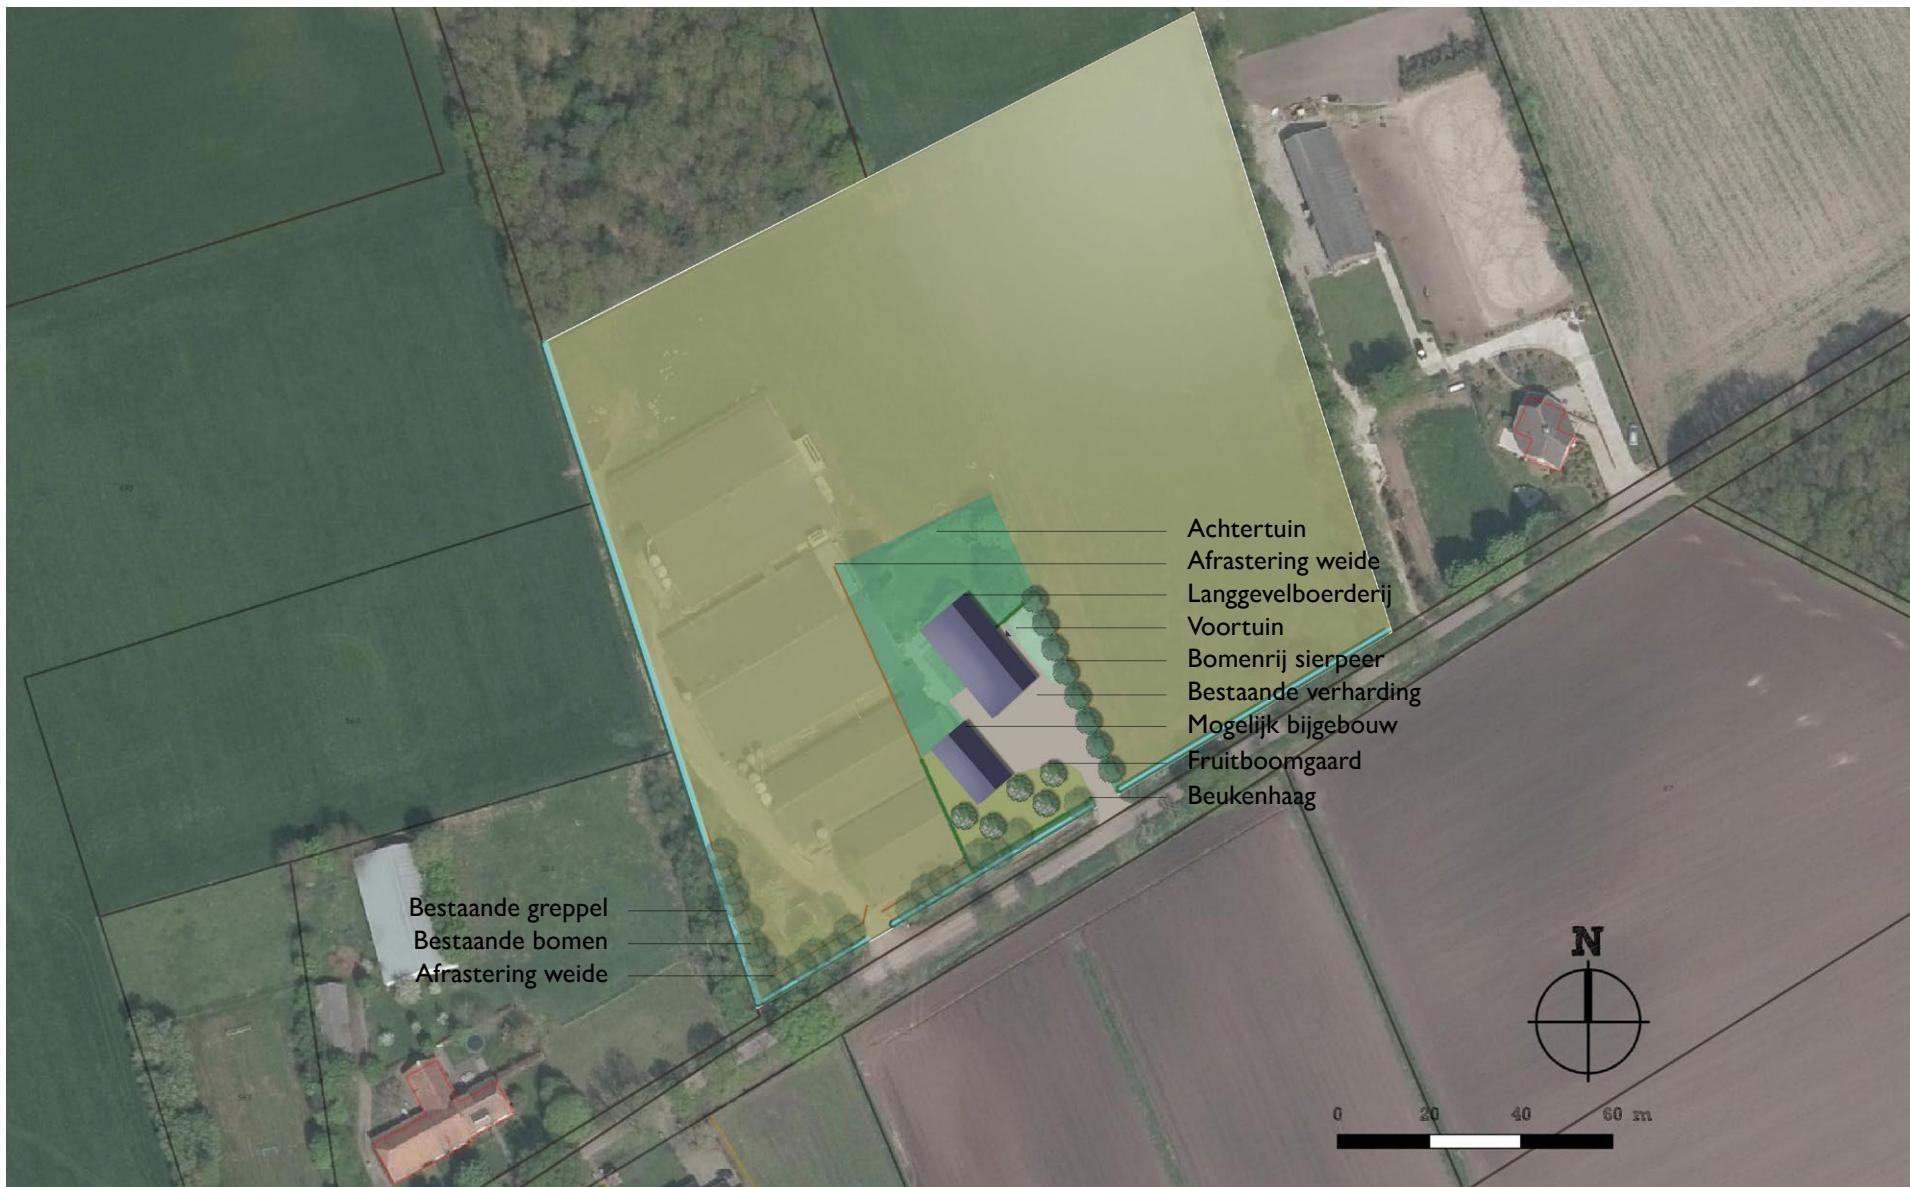 Achtertuin
Afrastering weide
Langgevelboerderij
Voortuin
Bomenrij sierpeer
Bestaande verharding
Mogelijk bijgebouw
Fruitboomgaard
Beukenhaag
Bestaande greppel
Bestaande bomen
Afrastering weide
N
0 20 40 60 m